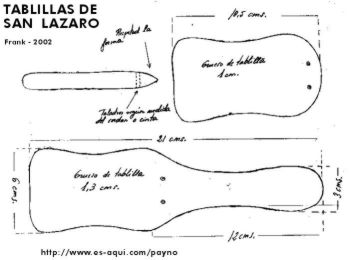 TABLILLAS DE
SAN LAZARO
Frank - 2002
Respetad la
forma
10,5 cms.
Grueso de tablilla
1 cm.
Taladro según medida
del cordón o cinta
21 cms.
Grueso de tablilla
1,3 cms.
6 cms.
3 cms.
12 cms.
http://www.es-aqui.com/payno